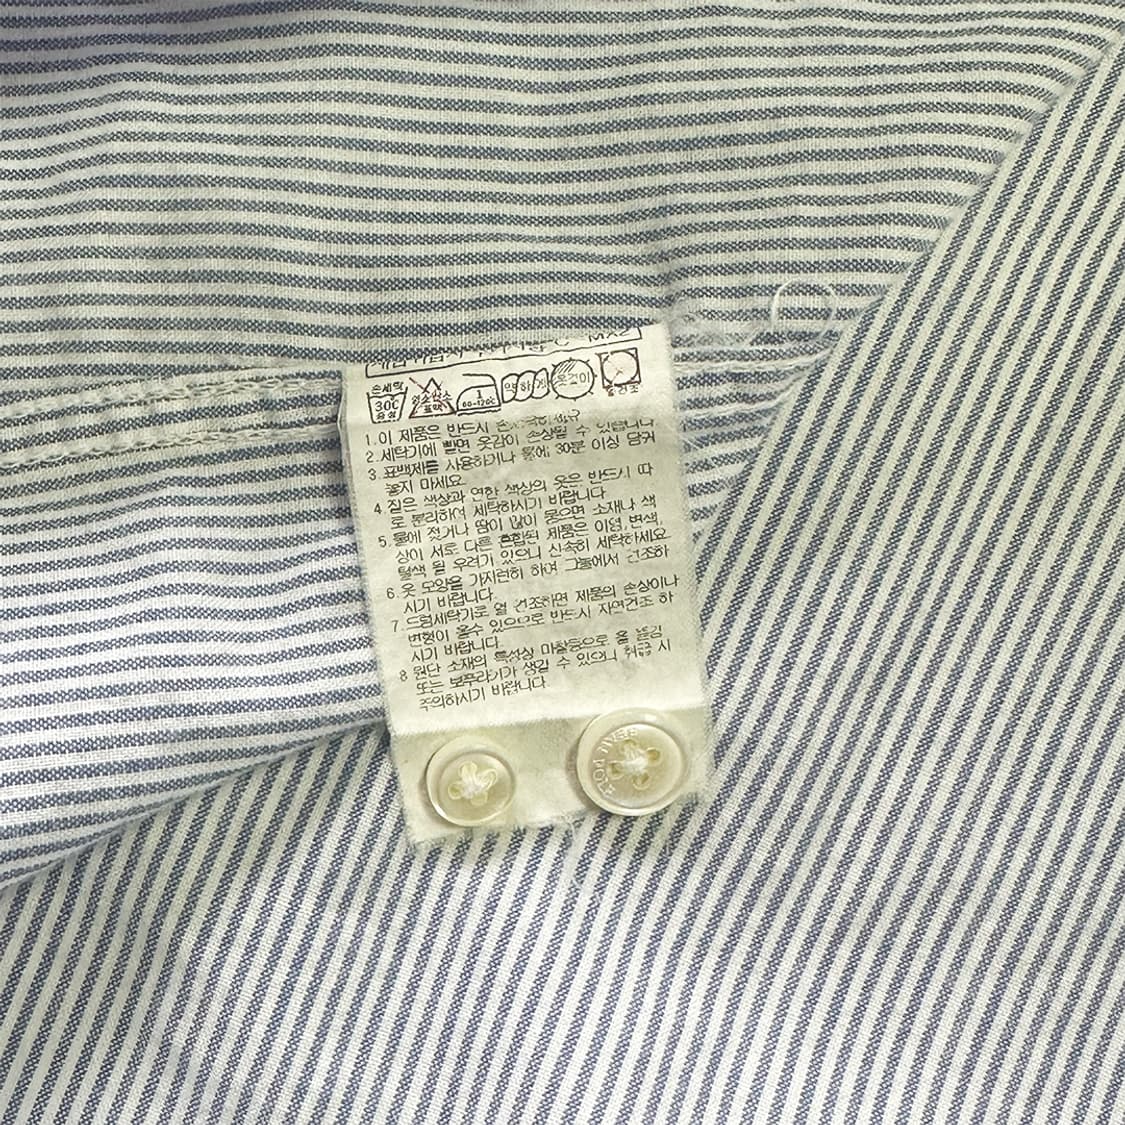 손세탁
30℃
중성
염소산소
표백
60-120℃
약하게
옷걸이
1.이 제품은 반드시
2.세탁기에 빨면 옷감이 손상될 수 있습니다.
3.표백제를 사용하거나 물에 30분 이상 담궈
놓지 마세요.
4.짙은 색상과 연한 색상의 옷은 반드시 따
로 분리하여 세탁하시기 바랍니다.
5.물에 젖거나 땀이 많이 묻으면 소재나 색
상이 서로 다른 혼합된 제품은 이염,변색,
탈색 될 우려가 있으니 신속히 세탁하세요.
6.옷 모양을 가지런히 하여 그늘에서 건조하
시기 바랍니다.
7.드럼세탁기로 열 건조하면 제품의 손상이나
변형이 올수 있으므로 반드시 자연건조 하
시기 바랍니다.
8 원단 소재의 특성상 마찰등으로 올 뜯김
또는 보푸라기가 생길 수 있으니 취급 시
주의하시기 바랍니다.